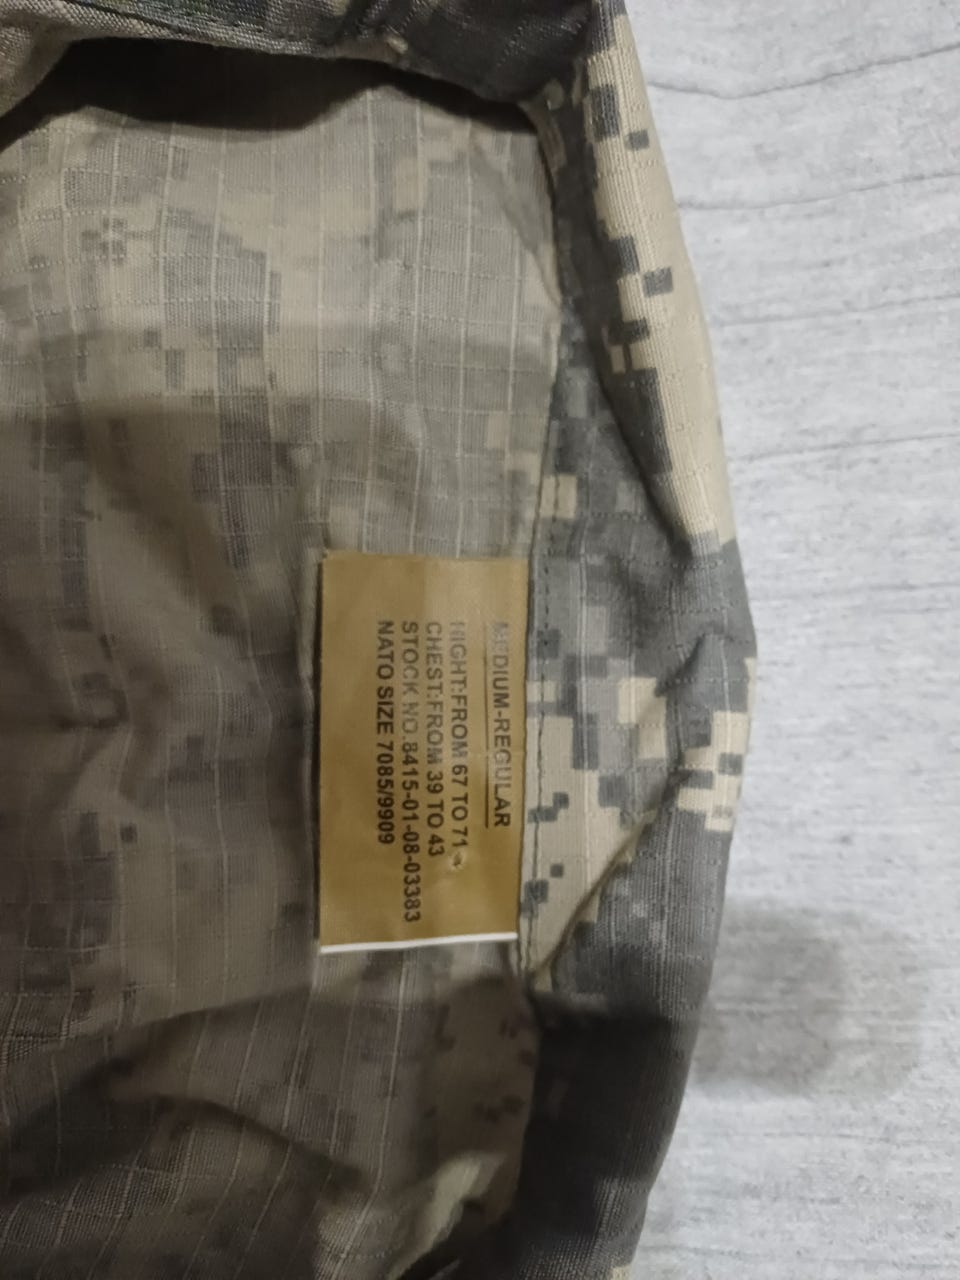 MEDIUM-REGULAR
HIGHT:FROM 67 TO 71
CHEST:FROM 39 TO 43
STOCK NO.8415-01-08-03383
NATO SIZE 7085/9909